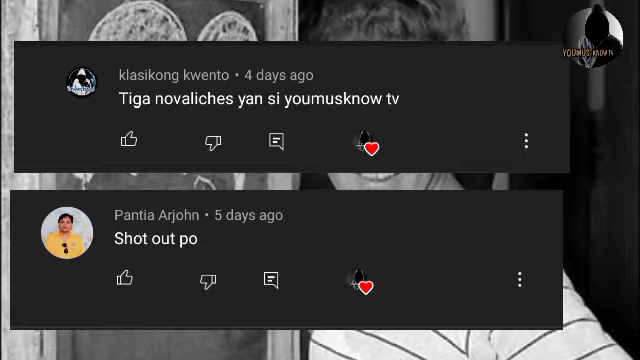 YOUMUSTKNOW TV
klasikong kwento • 4 days ago
Tiga novaliches yan si youmusknow tv
Pantia Arjohn • 5 days ago
Shot out po